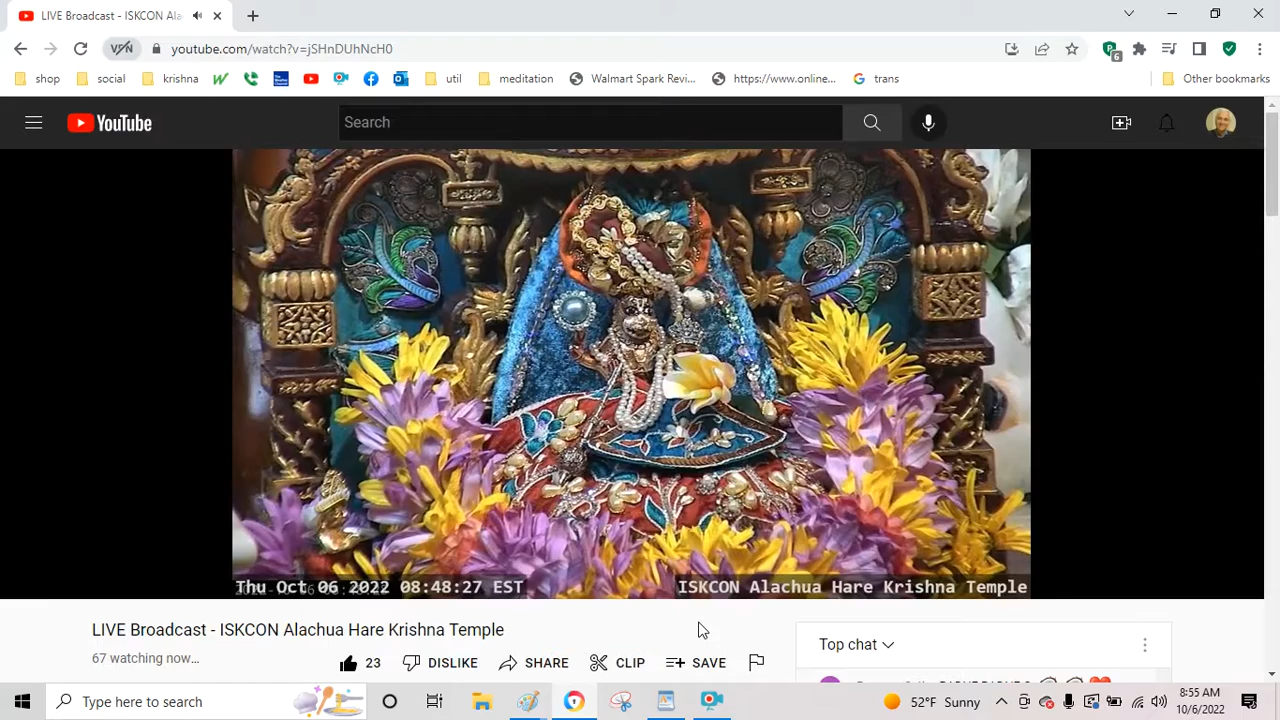 LIVE Broadcast - ISKCON Ala
youtube.com/watch?v=jSHnDUhNcH0
6
shop
social
krishna
util
meditation
Walmart Spark Revi...
https://www.online...
trans
Other bookmarks
YouTube
Search
Thu Oct 06 2022 08:48:27 EST
ISKCON Alachua Hare Krishna Temple
LIVE Broadcast - ISKCON Alachua Hare Krishna Temple
67 watching now...
23
DISLIKE
SHARE
CLIP
SAVE
Top chat
Type here to search
52°F Sunny
8:55 AM
10/6/2022